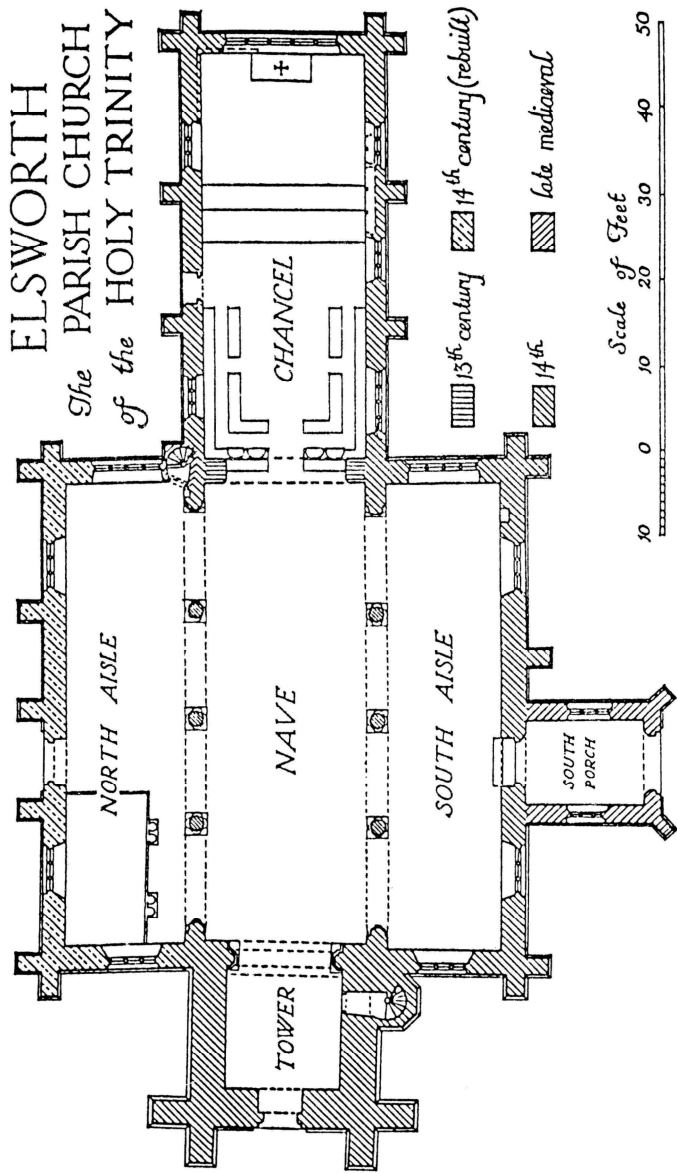 ELSWORTH
The PARISH CHURCH
of the HOLY TRINITY
NORTH AISLE
NAVE
CHANCEL
SOUTH AISLE
TOWER
SOUTH
PORCH
13th century
14th century (rebuilt)
14th
late mediaeval
Scale of Feet
10 0 10 20 30 40 50